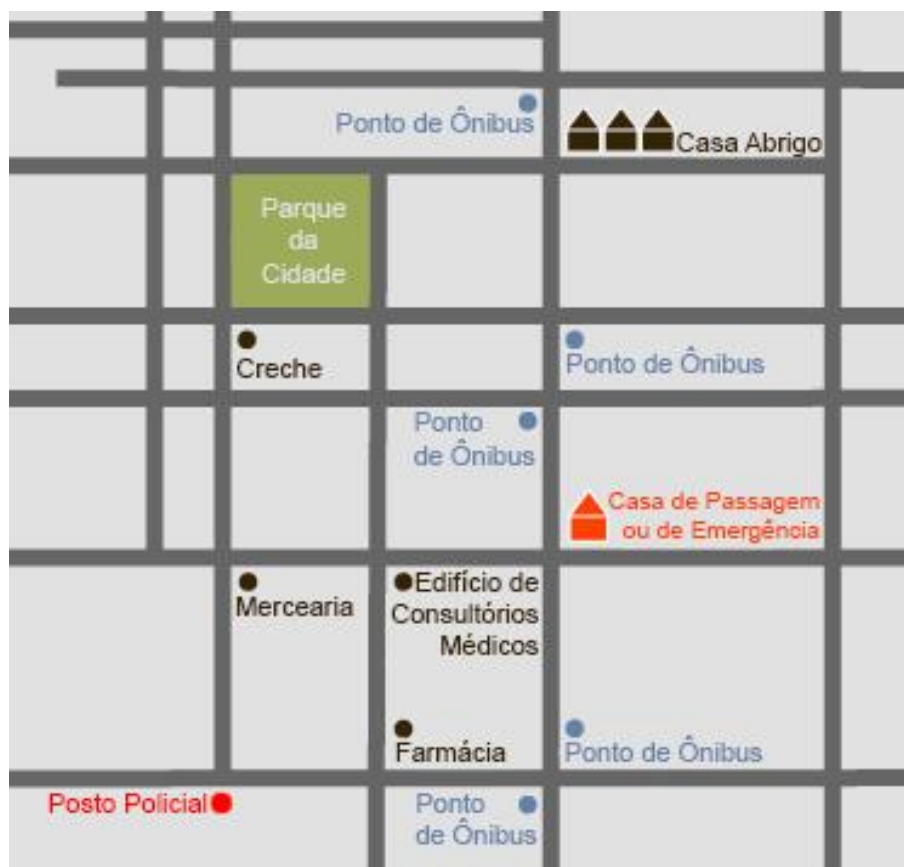 Ponto de Ônibus
Casa Abrigo
Parque
da
Cidade
Creche
Ponto de Ônibus
Ponto
de Ônibus
Casa de Passagem
ou de Emergência
Mercearia
Edifício de
Consultórios
Médicos
Farmácia
Ponto de Ônibus
Posto Policial
Ponto
de Ônibus